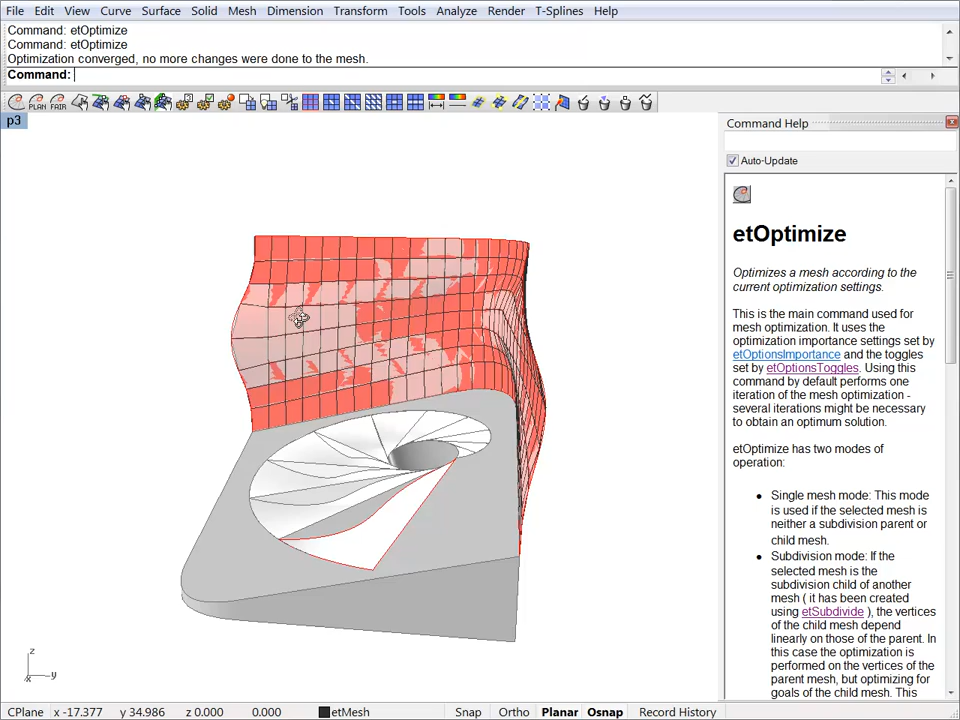 File Edit View Curve Surface Solid Mesh Dimension Transform Tools Analyze Render T-Splines Help
Command: etOptimize
Command: etOptimize
Optimization converged, no more changes were done to the mesh.
Command:
PLAN FAIR
p3
Command Help
Auto-Update
etOptimize
Optimizes a mesh according to the
current optimization settings.
This is the main command used for
mesh optimization. It uses the
optimization importance settings set by
etOptionsImportance and the toggles
set by etOptionsToggles. Using this
command by default performs one
iteration of the mesh optimization -
several iterations might be necessary
to obtain an optimum solution.
etOptimize has two modes of
operation:
• Single mesh mode: This mode
is used if the selected mesh is
neither a subdivision parent or
child mesh.
• Subdivision mode: If the
selected mesh is the
subdivision child of another
mesh ( it has been created
using etSubdivide ), the vertices
of the child mesh depend
linearly on those of the parent. In
this case the optimization is
performed on the vertices of the
parent mesh, but optimizing for
goals of the child mesh. This
z
x y
CPlane x -17.377 y 34.986 z 0.000 0.000 etMesh Snap Ortho Planar Osnap Record History